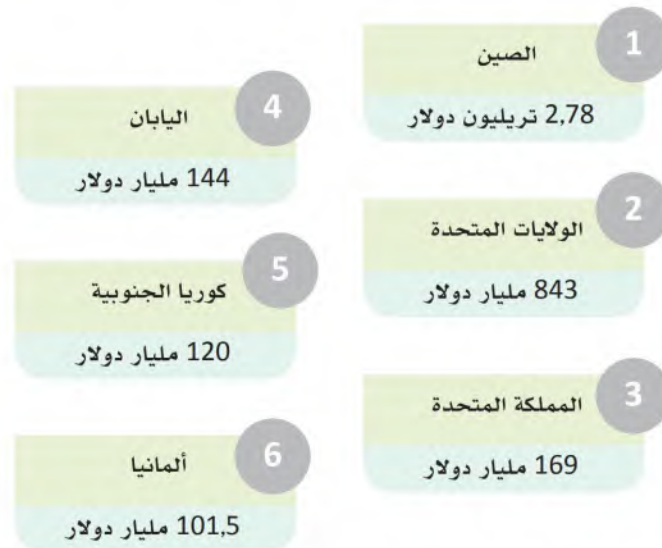 1
الصين
2,78 تريليون دولار
2
الولايات المتحدة
843 مليار دولار
3
المملكة المتحدة
169 مليار دولار
4
اليابان
144 مليار دولار
5
كوريا الجنوبية
120 مليار دولار
6
ألمانيا
101,5 مليار دولار